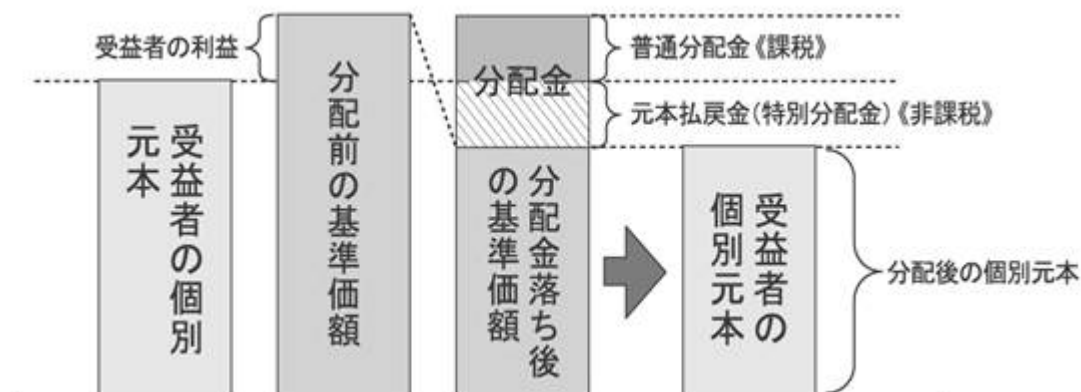 受益者の利益
普通分配金《課税》
分配金
元本払戻金(特別分配金)《非課税》
受益者の個別
元本
分配前の基準価額
分配金落ち後
の基準価額
受益者の
個別元本
分配後の個別元本